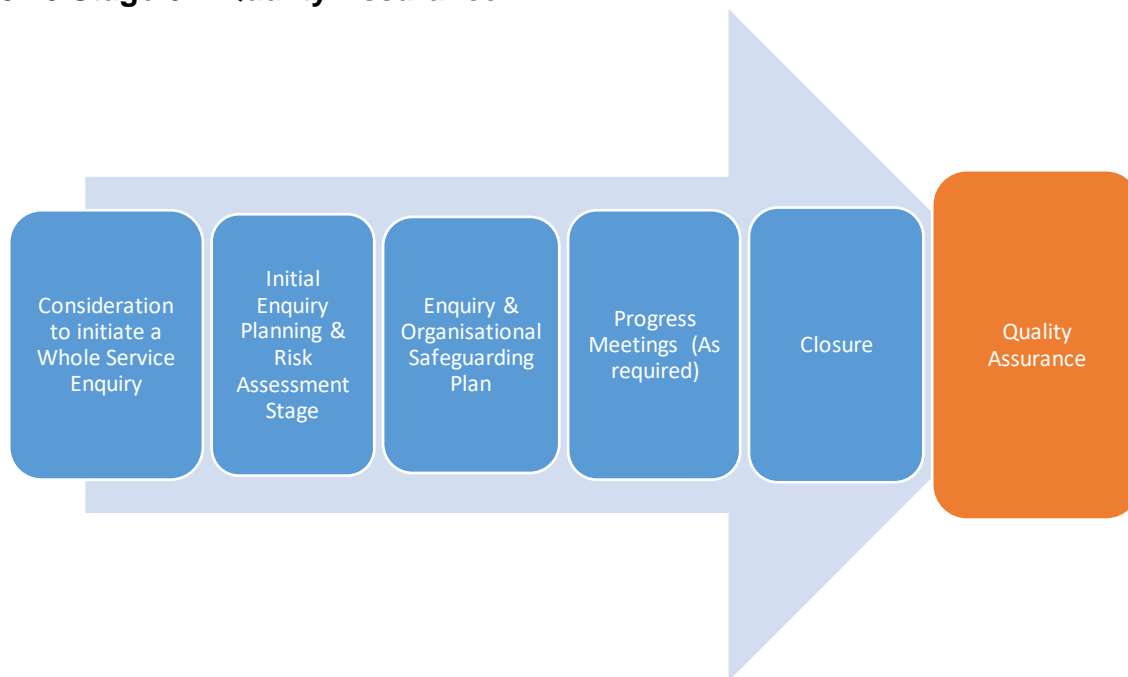 Consideration
to initiate a
Whole Service
Enquiry
Initial
Enquiry
Planning &
Risk
Assessment
Stage
Enquiry &
Organisational
Safeguarding
Plan
Progress
Meetings (As
required)
Closure
Quality
Assurance